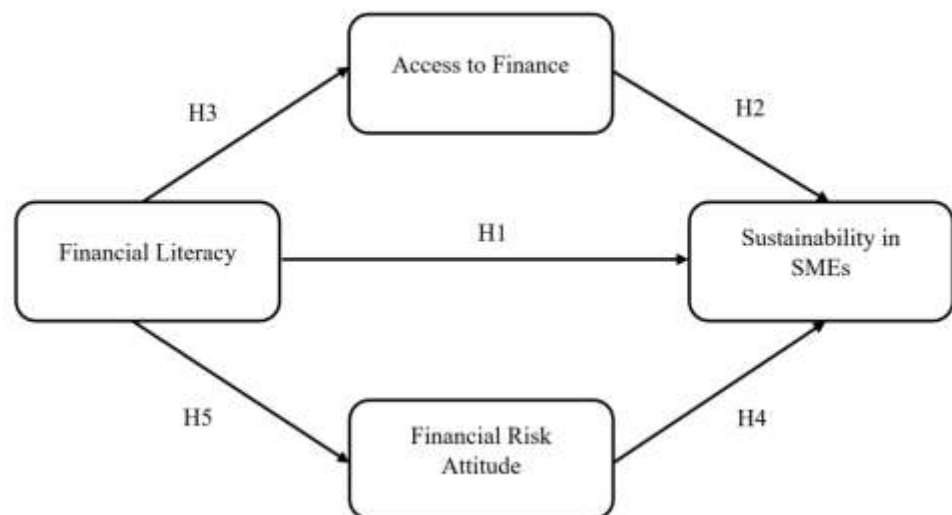 Access to Finance
H3
H2
Financial Literacy
H1
Sustainability in
SMEs
H5
H4
Financial Risk
Attitude